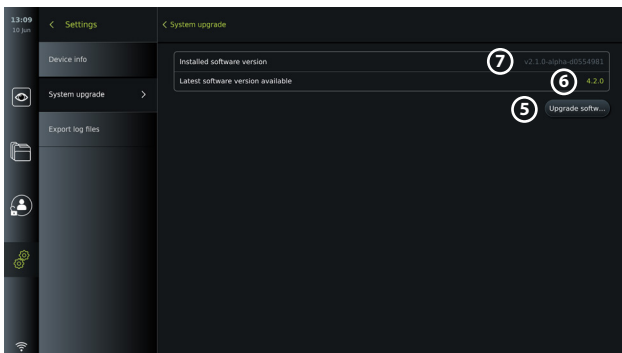 13:09
10 Jun
Settings
System upgrade
Device info
System upgrade
Export log files
Installed software version
7
v2.1.0-alpha-d0554981
Latest software version available
6
4.2.0
5
Upgrade softw...